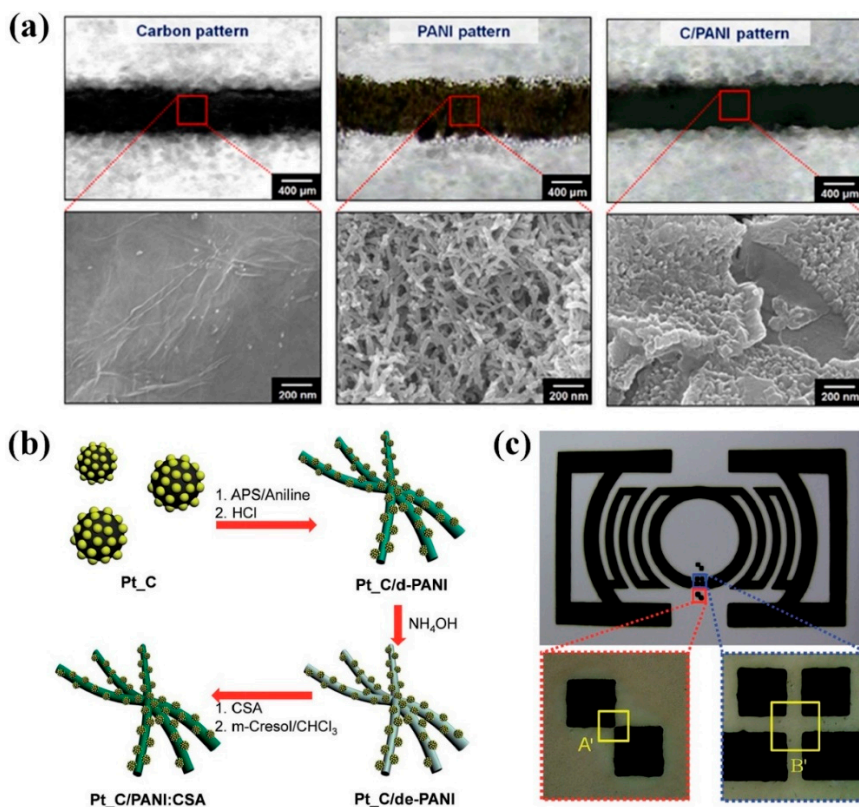 (a)
Carbon pattern
PANI pattern
C/PANI pattern
400 μm
400 μm
400 μm
200 nm
200 nm
200 nm
(b)
Pt_C
1. APS/Aniline
2. HCl
Pt_C/d-PANI
NH₄OH
Pt_C/de-PANI
1. CSA
2. m-Cresol/CHCl₃
Pt_C/PANI:CSA
(c)
A'
B'